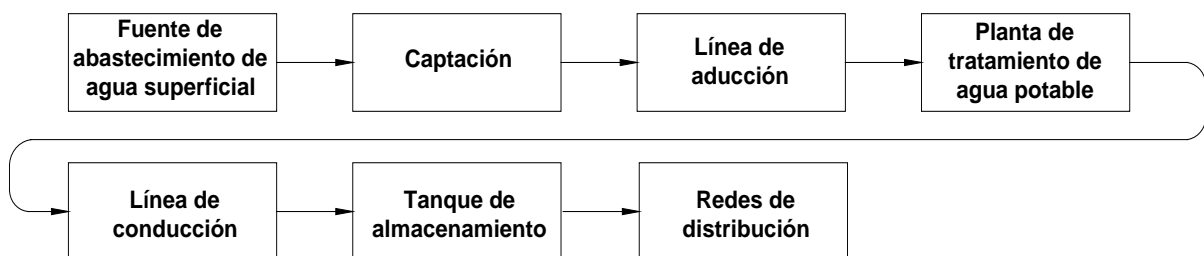 Fuente de
abastecimiento de
agua superficial
Captación
Línea de
aducción
Planta de
tratamiento de
agua potable
Línea de
conducción
Tanque de
almacenamiento
Redes de
distribución